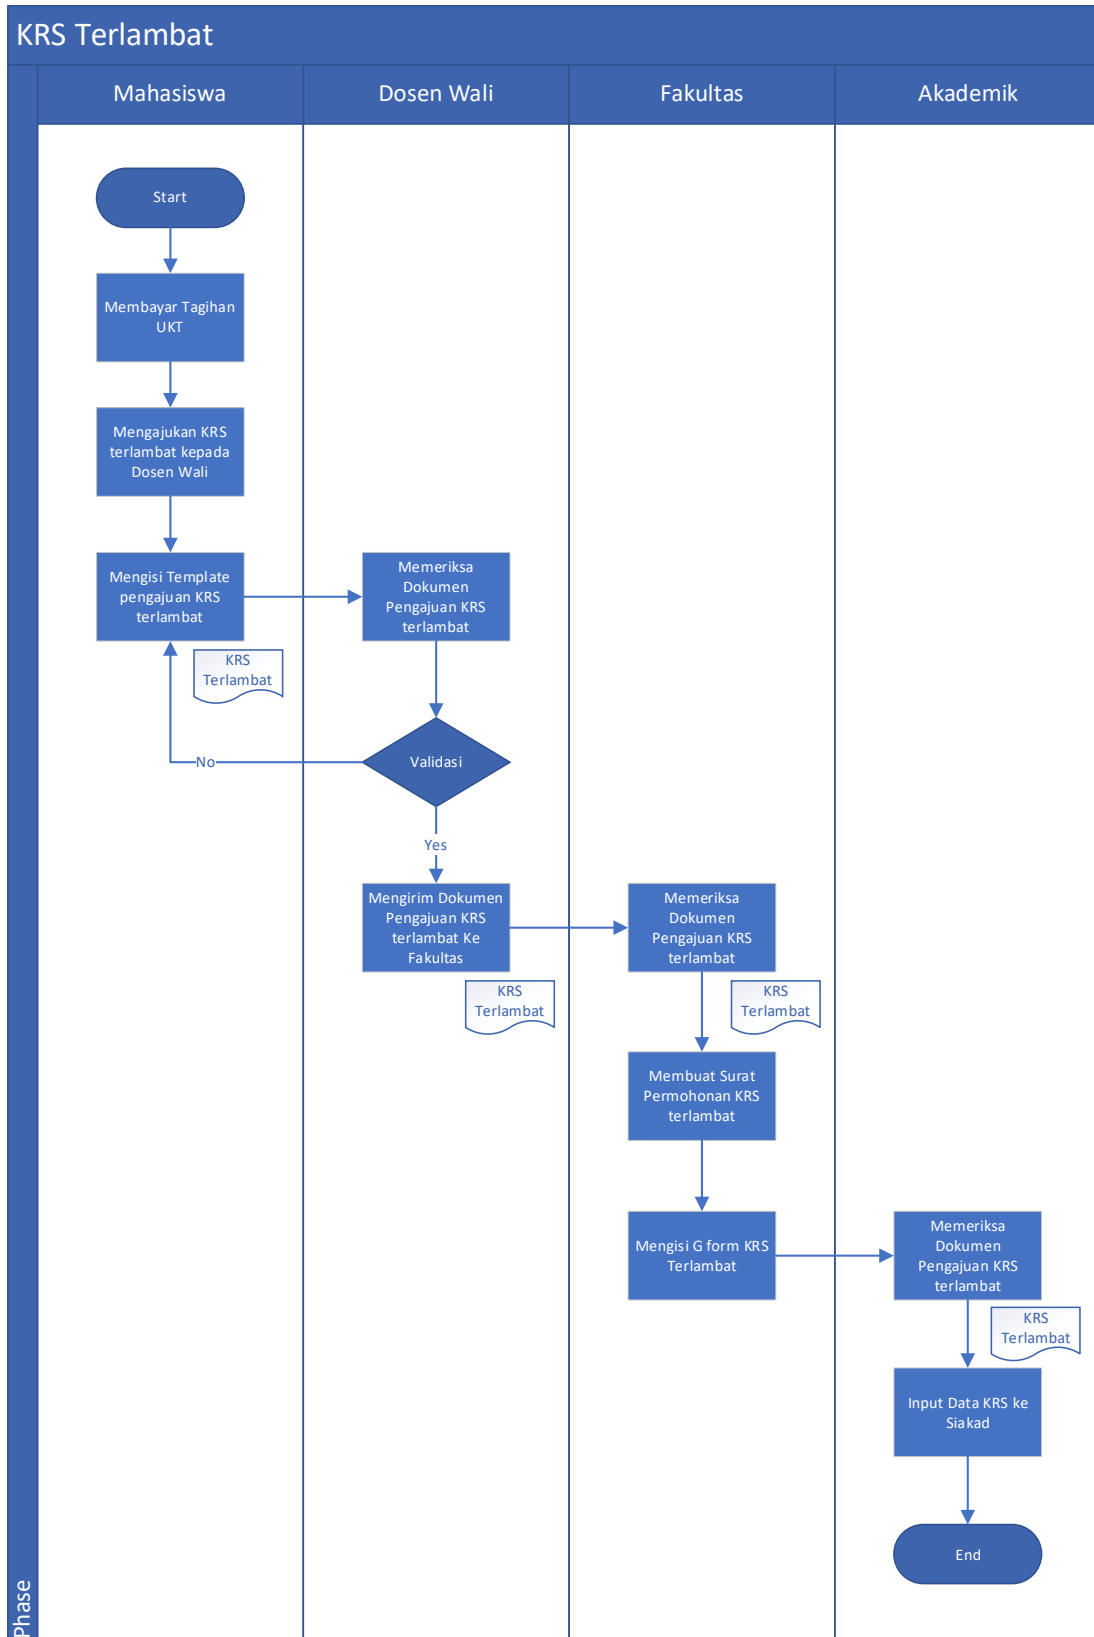 KRS Terlambat
Mahasiswa
Dosen Wali
Fakultas
Akademik
Start
Membayar Tagihan
UKT
Mengajukan KRS
terlambat kepada
Dosen Wali
Mengisi Template
pengajuan KRS
terlambat
KRS
Terlambat
Memeriksa
Dokumen
Pengajuan KRS
terlambat
Validasi
No
Yes
Mengirim Dokumen
Pengajuan KRS
terlambat Ke
Fakultas
KRS
Terlambat
Memeriksa
Dokumen
Pengajuan KRS
terlambat
KRS
Terlambat
Membuat Surat
Permohonan KRS
terlambat
Mengisi G form KRS
Terlambat
Memeriksa
Dokumen
Pengajuan KRS
terlambat
KRS
Terlambat
Input Data KRS ke
Siakad
End
Phase